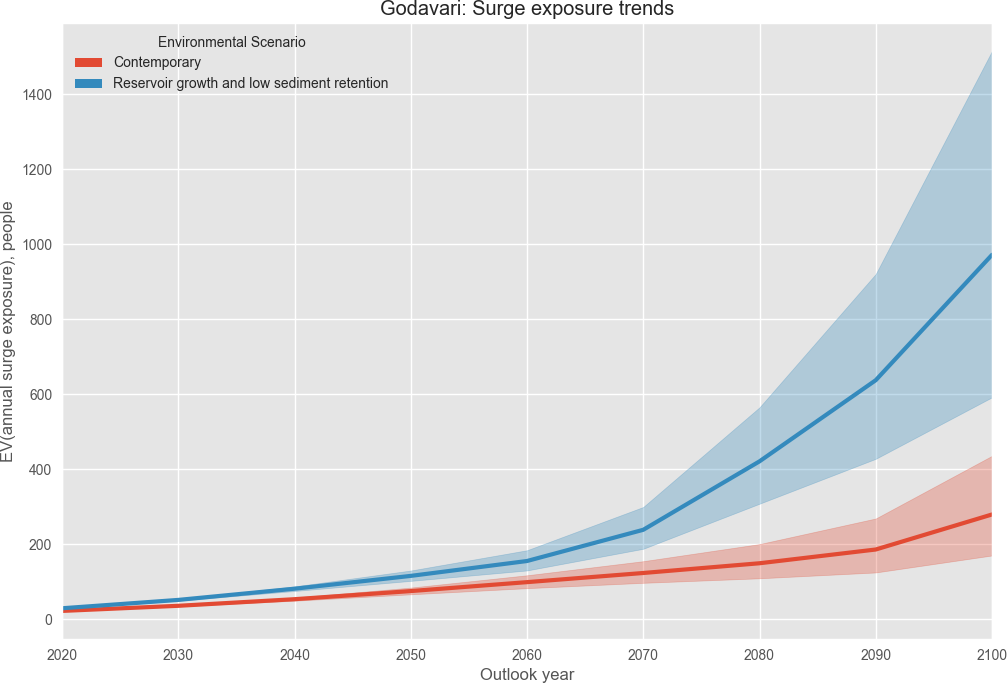 Godavari: Surge exposure trends
Environmental Scenario
Contemporary
Reservoir growth and low sediment retention
EV(annual surge exposure), people
1400
1200
1000
800
600
400
200
0
2020 2030 2040 2050 2060 2070 2080 2090 2100
Outlook year